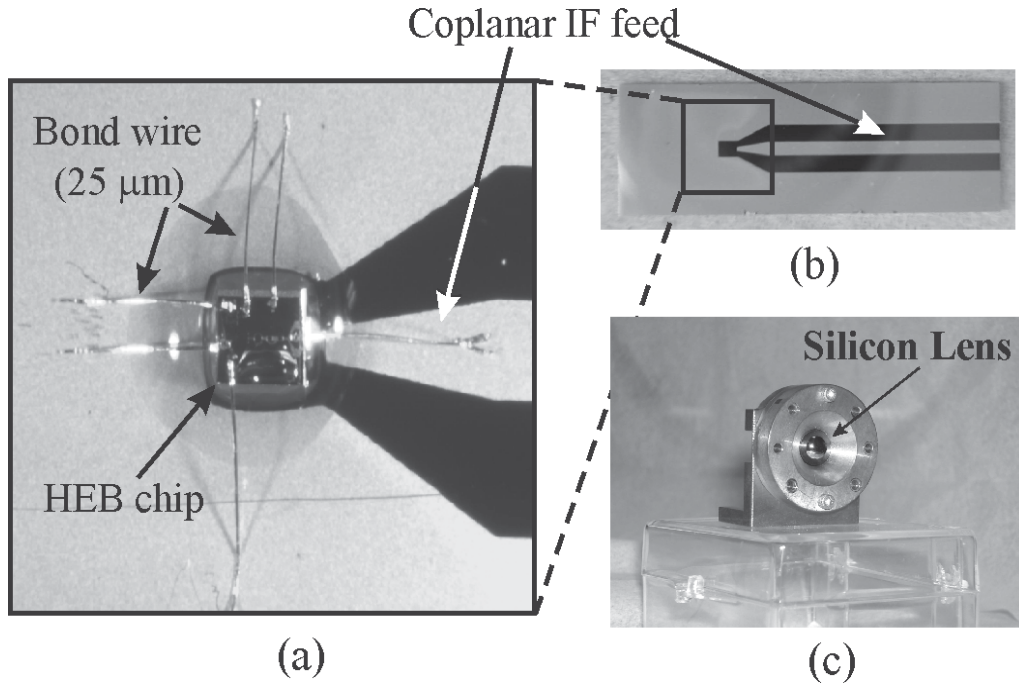 Coplanar IF feed
Bond wire
(25 μm)
HEB chip
(a)
(b)
Silicon Lens
(c)